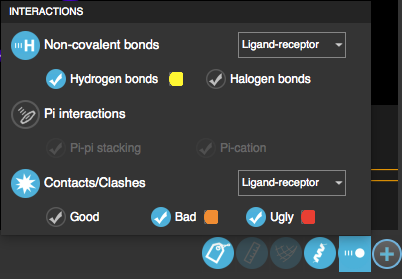 INTERACTIONS
Non-covalent bonds Ligand-receptor
Hydrogen bonds Halogen bonds
Pi interactions
Pi-pi stacking Pi-cation
Contacts/Clashes Ligand-receptor
Good Bad Ugly